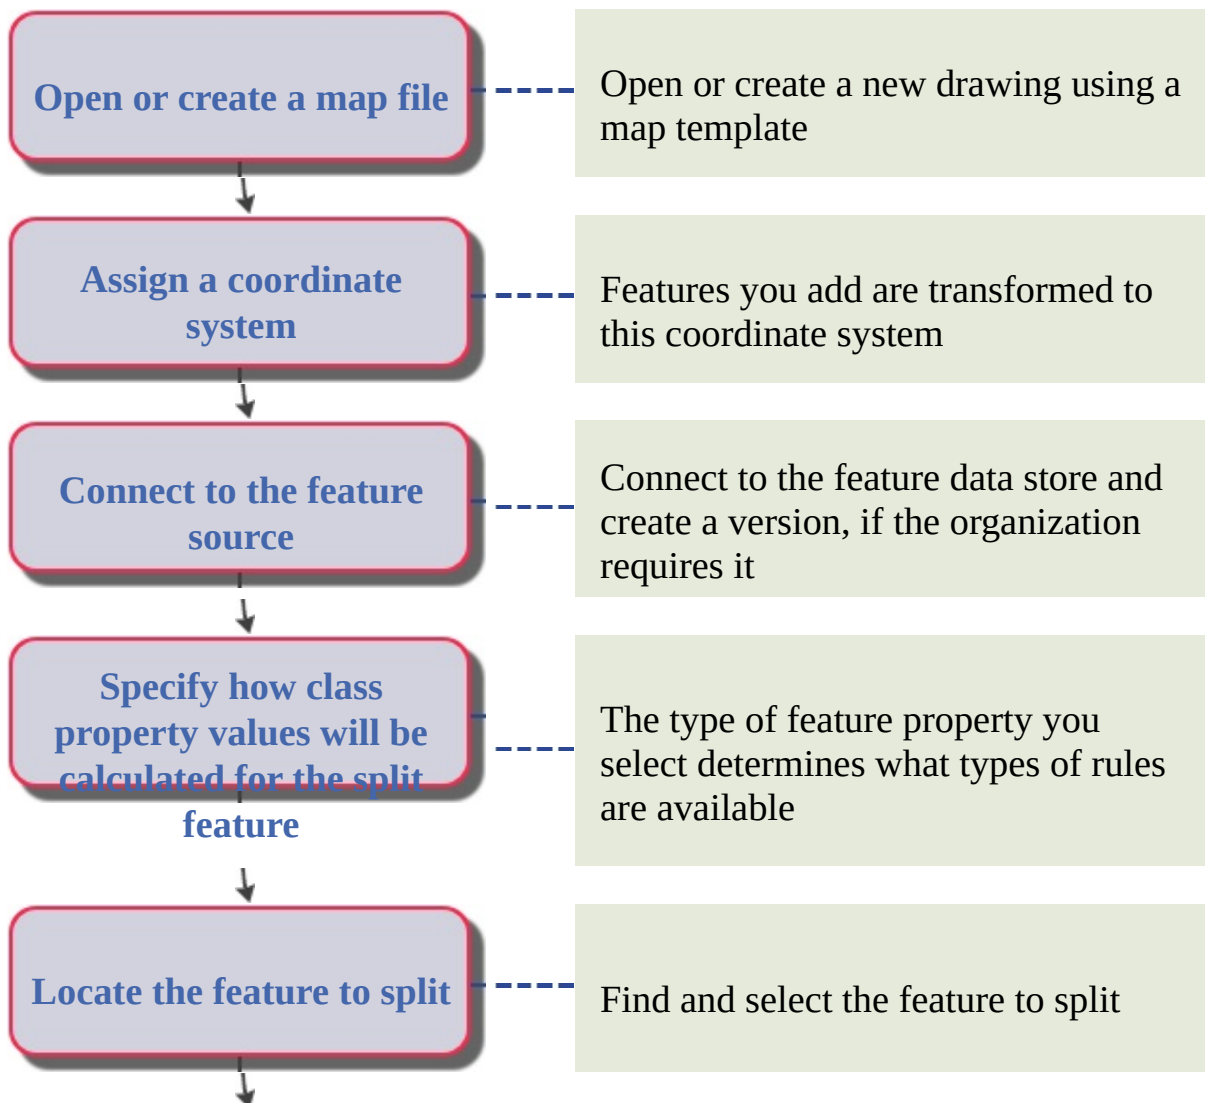 Open or create a map file
Open or create a new drawing using a
map template
Assign a coordinate
system
Features you add are transformed to
this coordinate system
Connect to the feature
source
Connect to the feature data store and
create a version, if the organization
requires it
Specify how class
property values will be
calculated for the split
feature
The type of feature property you
select determines what types of rules
are available
Locate the feature to split
Find and select the feature to split